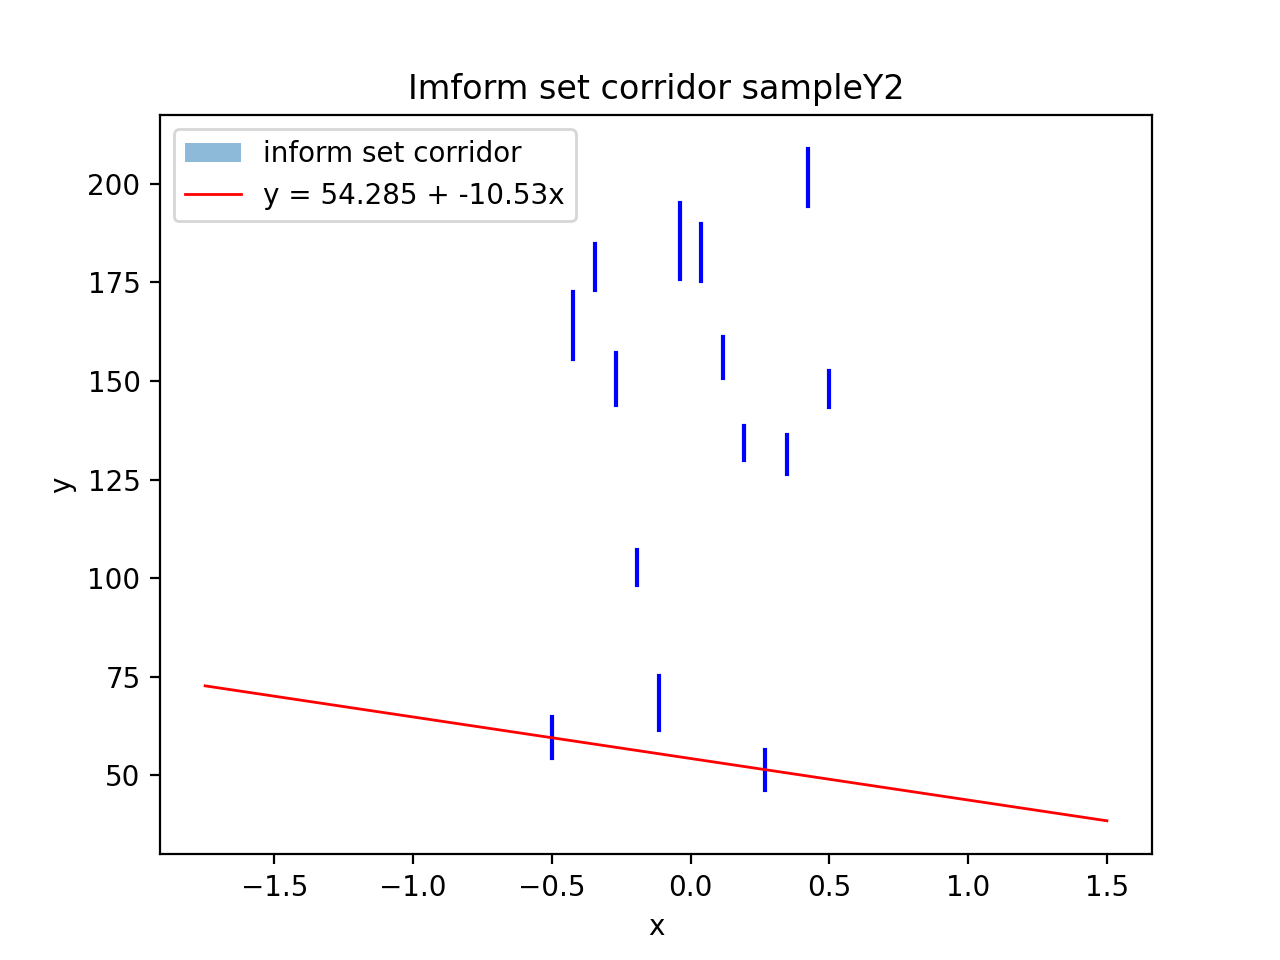 Imform set corridor sampleY2
inform set corridor
y = 54.285 + -10.53x
200
175
150
125
100
75
50
y
−1.5
−1.0
−0.5
0.0
0.5
1.0
1.5
x